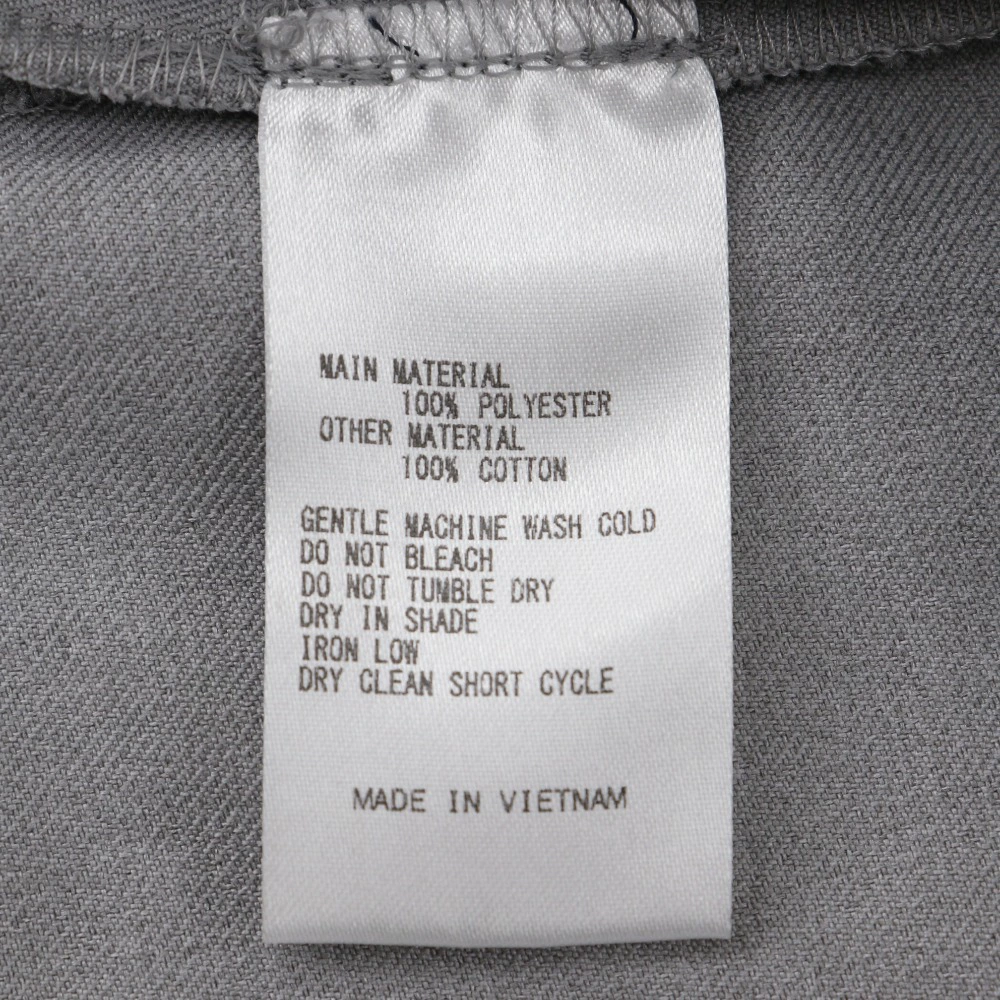 MAIN MATERIAL
100% POLYESTER
OTHER MATERIAL
100% COTTON
GENTLE MACHINE WASH COLD
DO NOT BLEACH
DO NOT TUMBLE DRY
DRY IN SHADE
IRON LOW
DRY CLEAN SHORT CYCLE
MADE IN VIETNAM